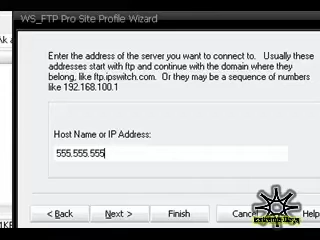 WS_FTP Pro Site Profile Wizard
Enter the address of the server you want to connect to. Usually these
addresses start with ftp and continue with the domain where they
belong, like ftp.ipswitch.com. Or they may be a sequence of numbers
like 192.168.100.1
Host Name or IP Address:
555.555.555
< Back
Next >
Finish
Help